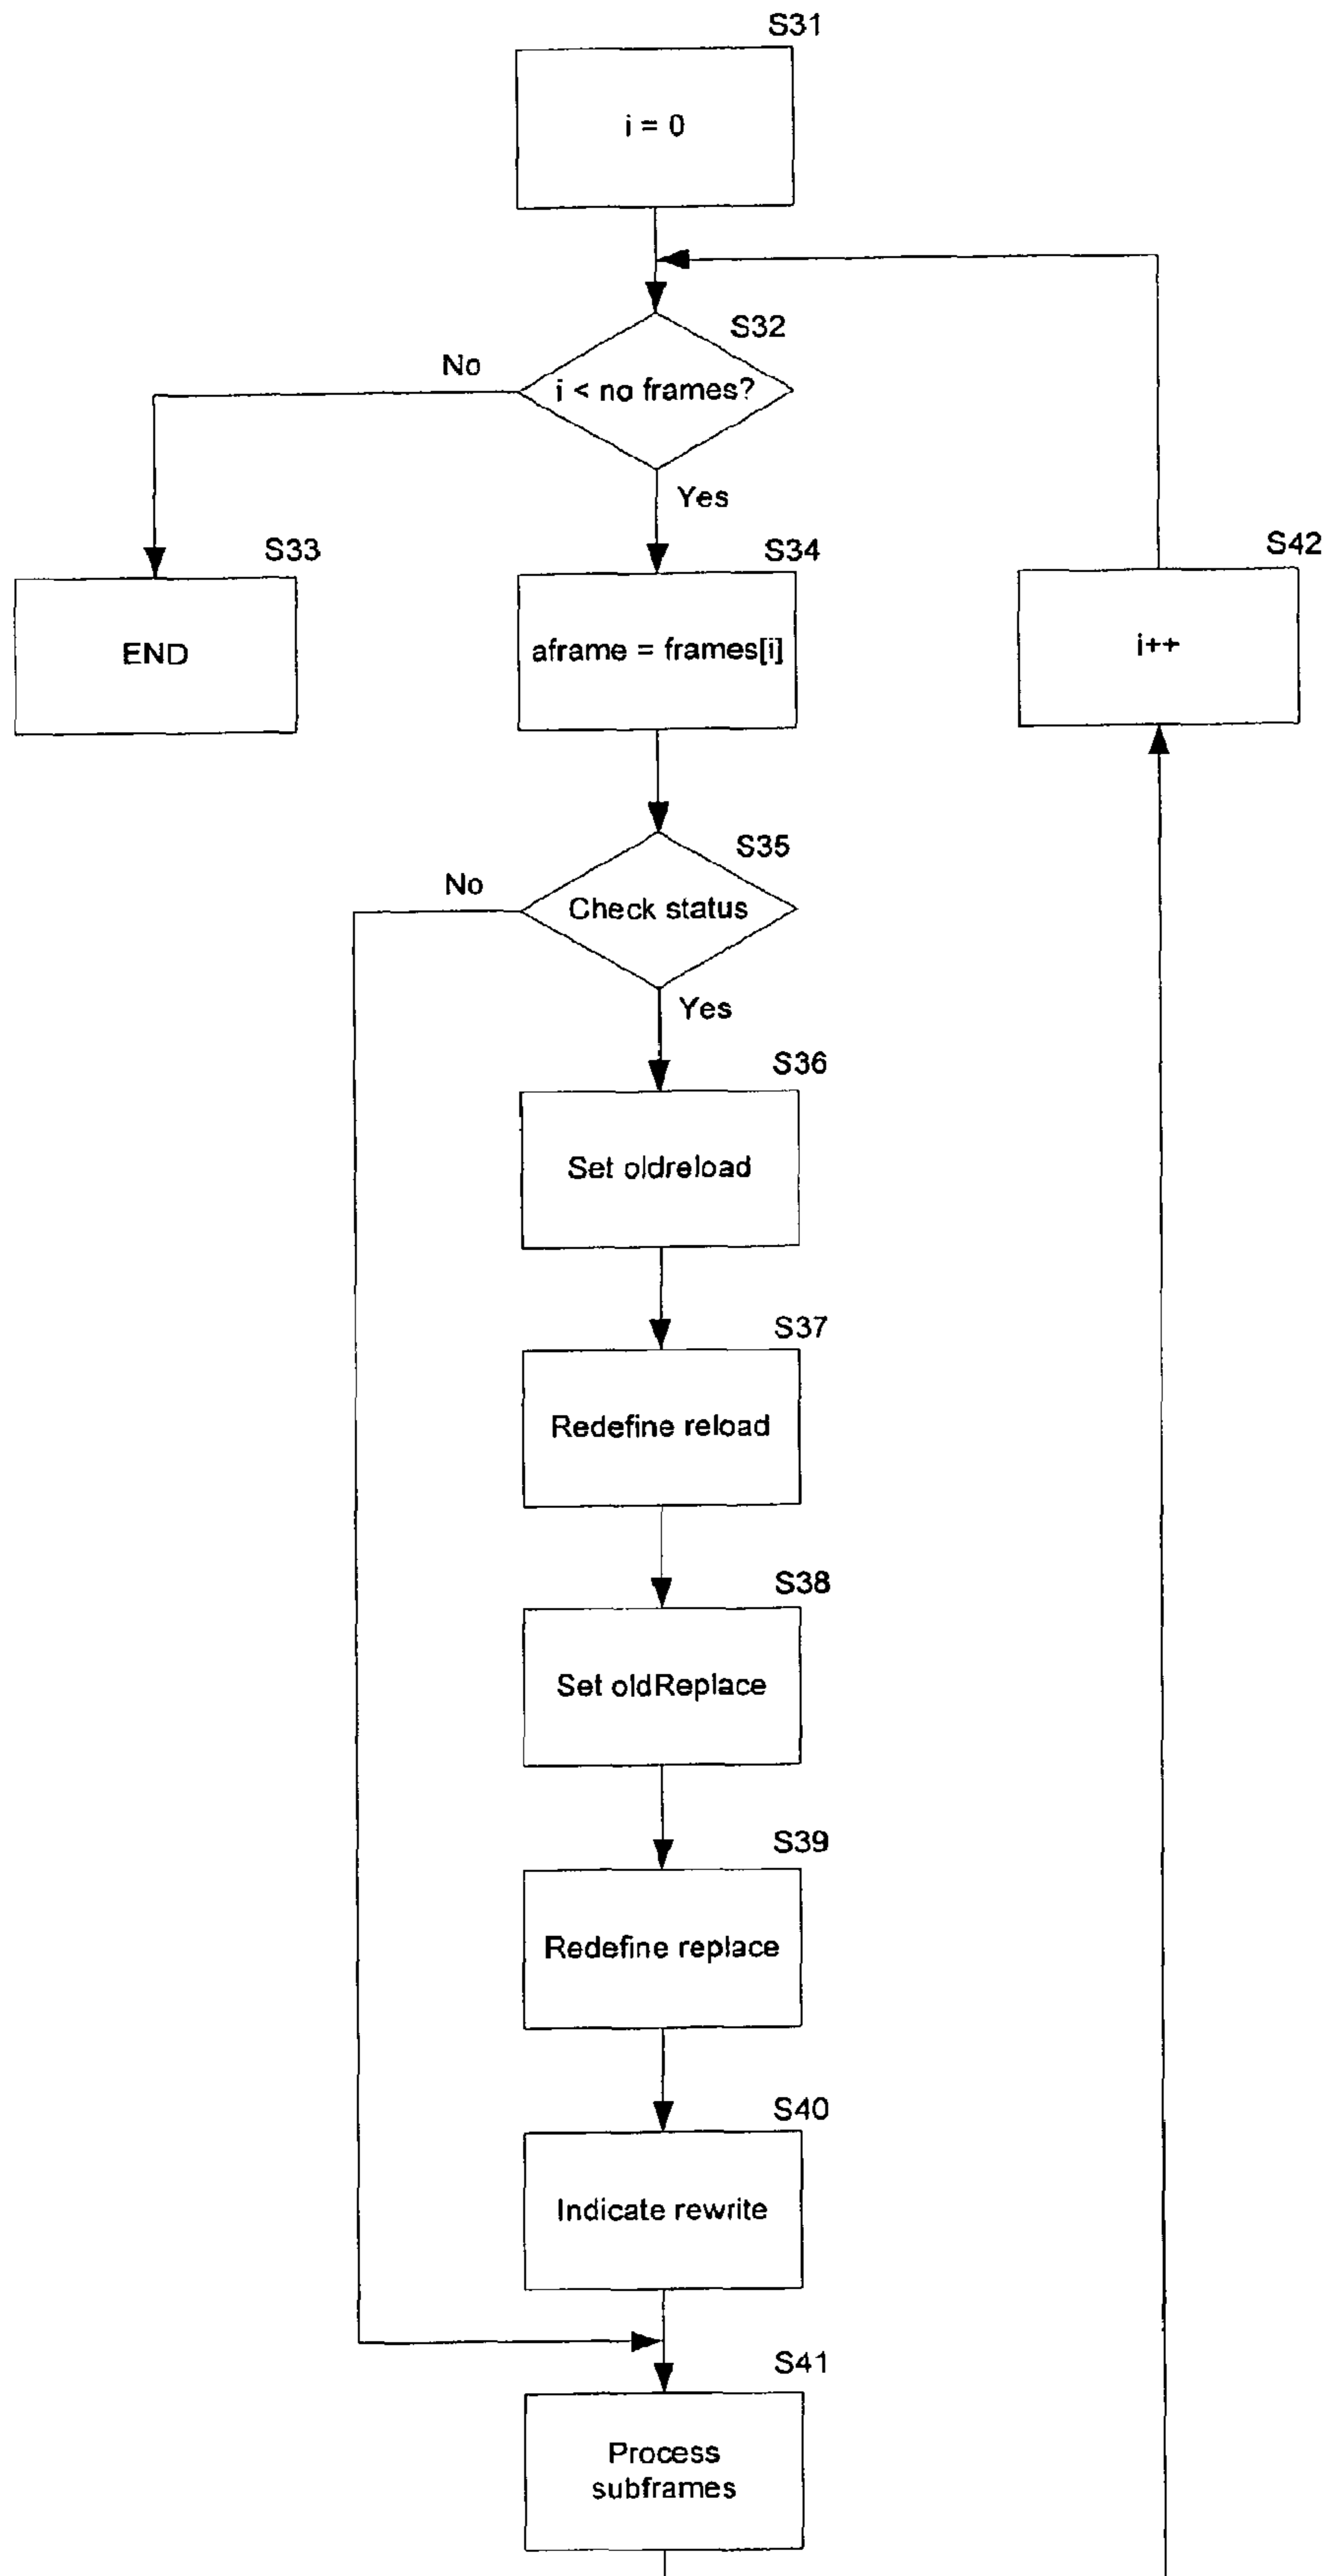 S31
i = 0
S32
No
i < no frames?
Yes
S33
S34
S42
END
aframe = frames[i]
i++
S35
No
Check status
Yes
S36
Set oldreload
S37
Redefine reload
S38
Set oldReplace
S39
Redefine replace
S40
Indicate rewrite
S41
Process
subframes